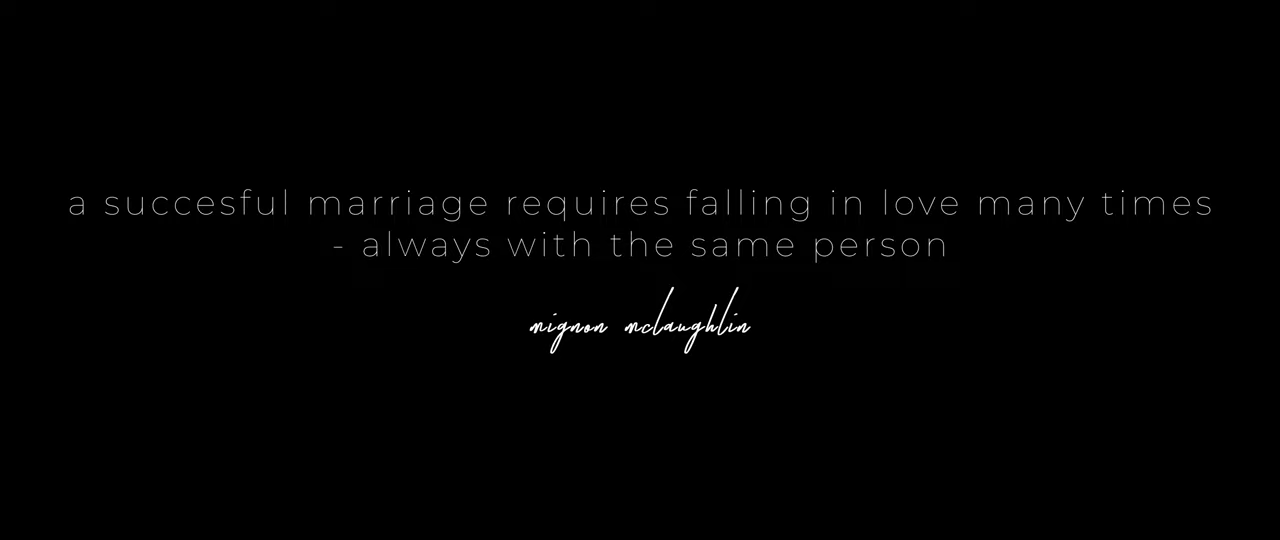 a succesful marriage requires falling in love many times
- always with the same person
mignon mclaughlin